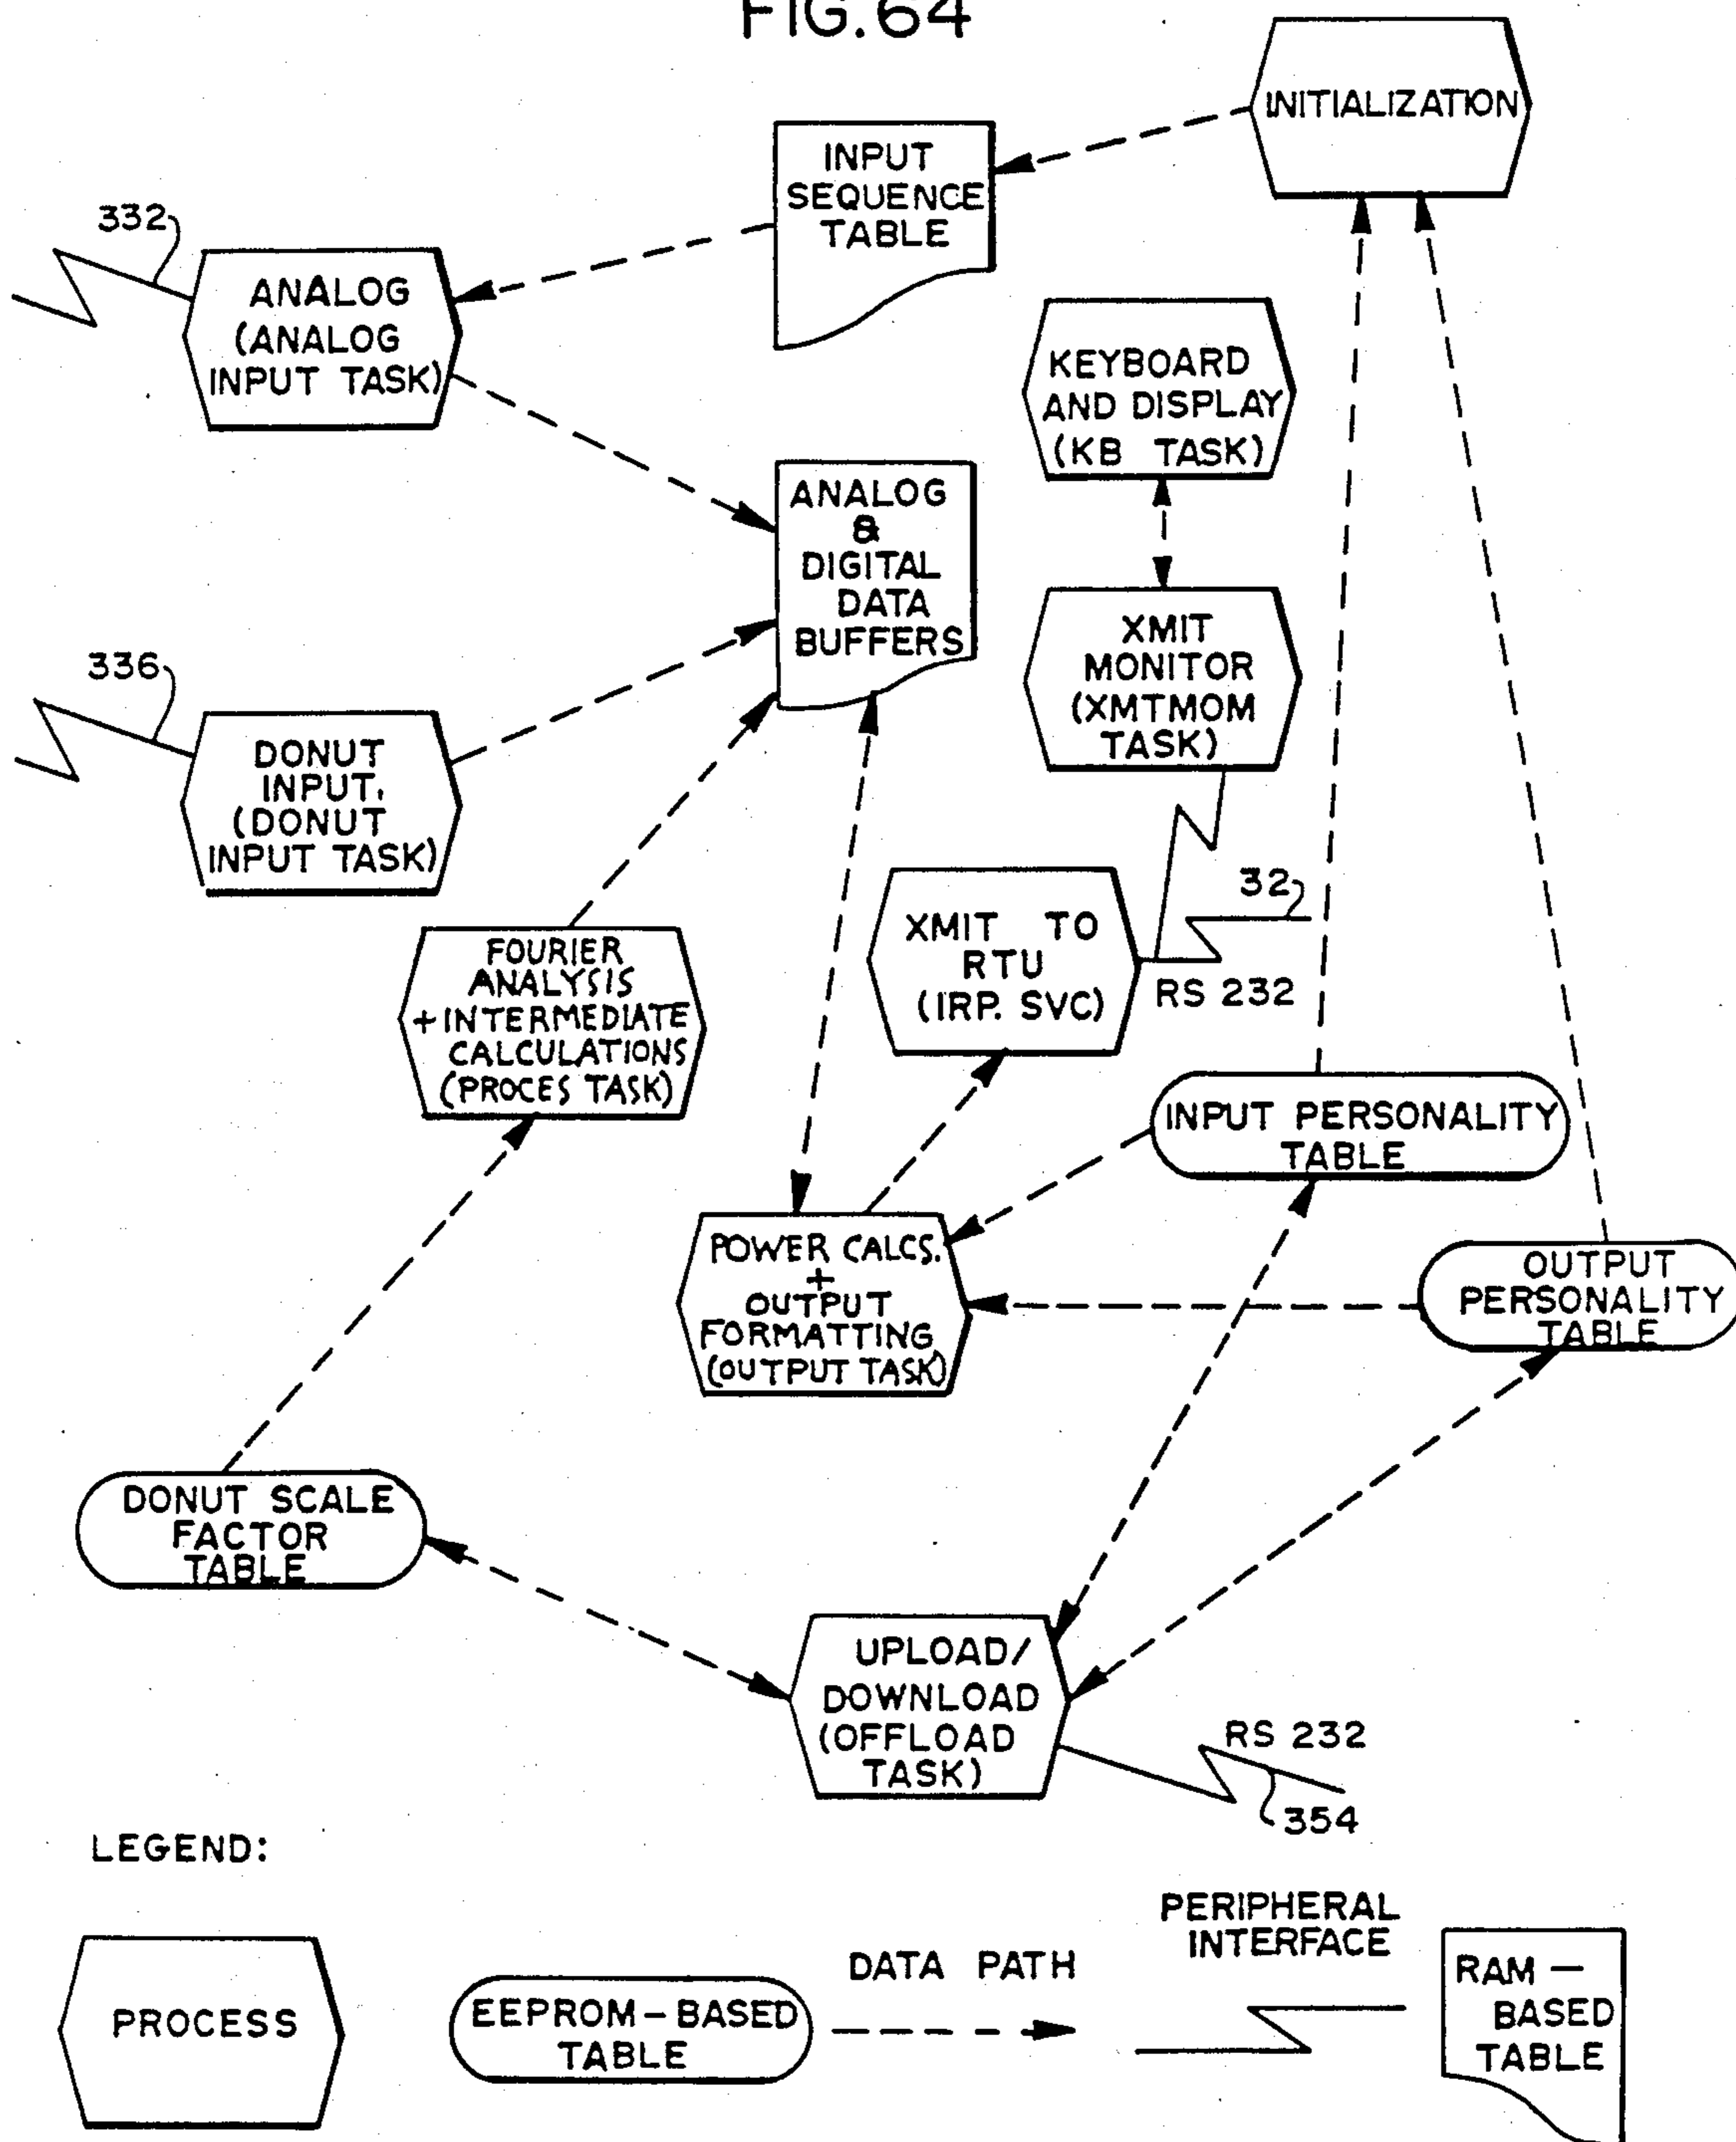 FIG.64
INITIALIZATION
INPUT
SEQUENCE
TABLE
332
ANALOG
(ANALOG
INPUT TASK)
KEYBOARD
AND DISPLAY
(KB TASK)
ANALOG
&
DIGITAL
DATA
BUFFERS
XMIT
MONITOR
(XMTMOM
TASK)
336
DONUT
INPUT.
(DONUT
INPUT TASK)
32
XMIT TO
RTU
(IRP. SVC)
RS 232
FOURIER
ANALYSIS
+INTERMEDIATE
CALCULATIONS
(PROCES TASK)
INPUT PERSONALITY
TABLE
POWER CALCS.
+
OUTPUT
FORMATTING
(OUTPUT TASK)
OUTPUT
PERSONALITY
TABLE
DONUT SCALE
FACTOR
TABLE
UPLOAD/
DOWNLOAD
(OFFLOAD
TASK)
RS 232
354
LEGEND:
PROCESS
EEPROM-BASED
TABLE
DATA PATH
PERIPHERAL
INTERFACE
RAM-
BASED
TABLE